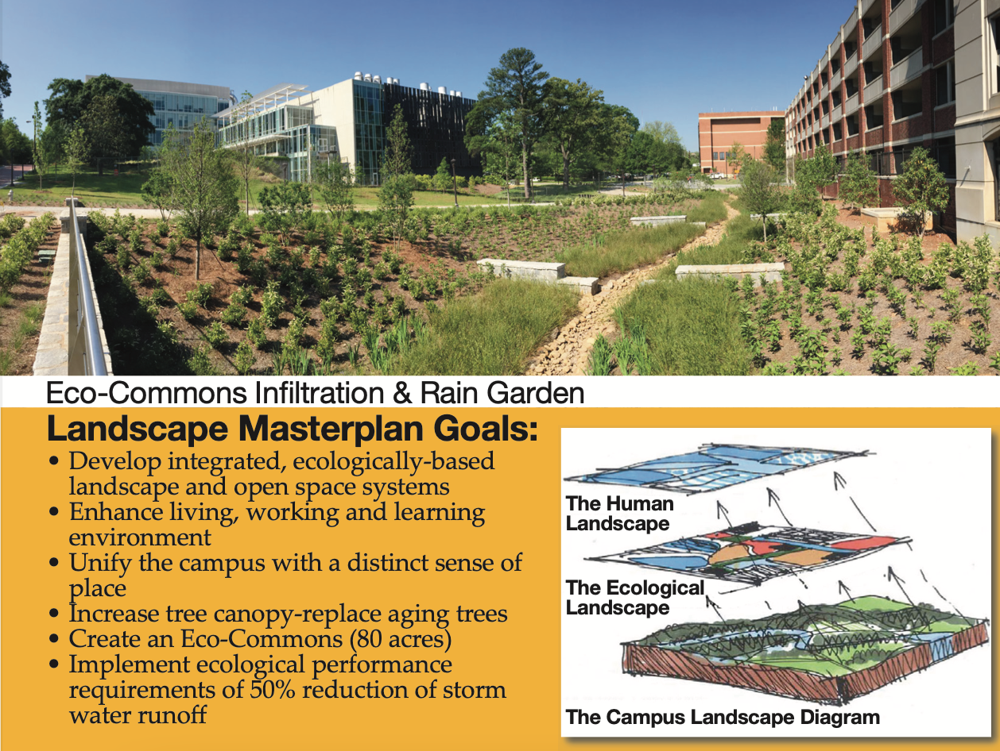 Eco-Commons Infiltration & Rain Garden
Landscape Masterplan Goals:
• Develop integrated, ecologically-based
landscape and open space systems
• Enhance living, working and learning
environment
• Unify the campus with a distinct sense of
place
• Increase tree canopy-replace aging trees
• Create an Eco-Commons (80 acres)
• Implement ecological performance
requirements of 50% reduction of storm
water runoff
The Human
Landscape
The Ecological
Landscape
The Campus Landscape Diagram